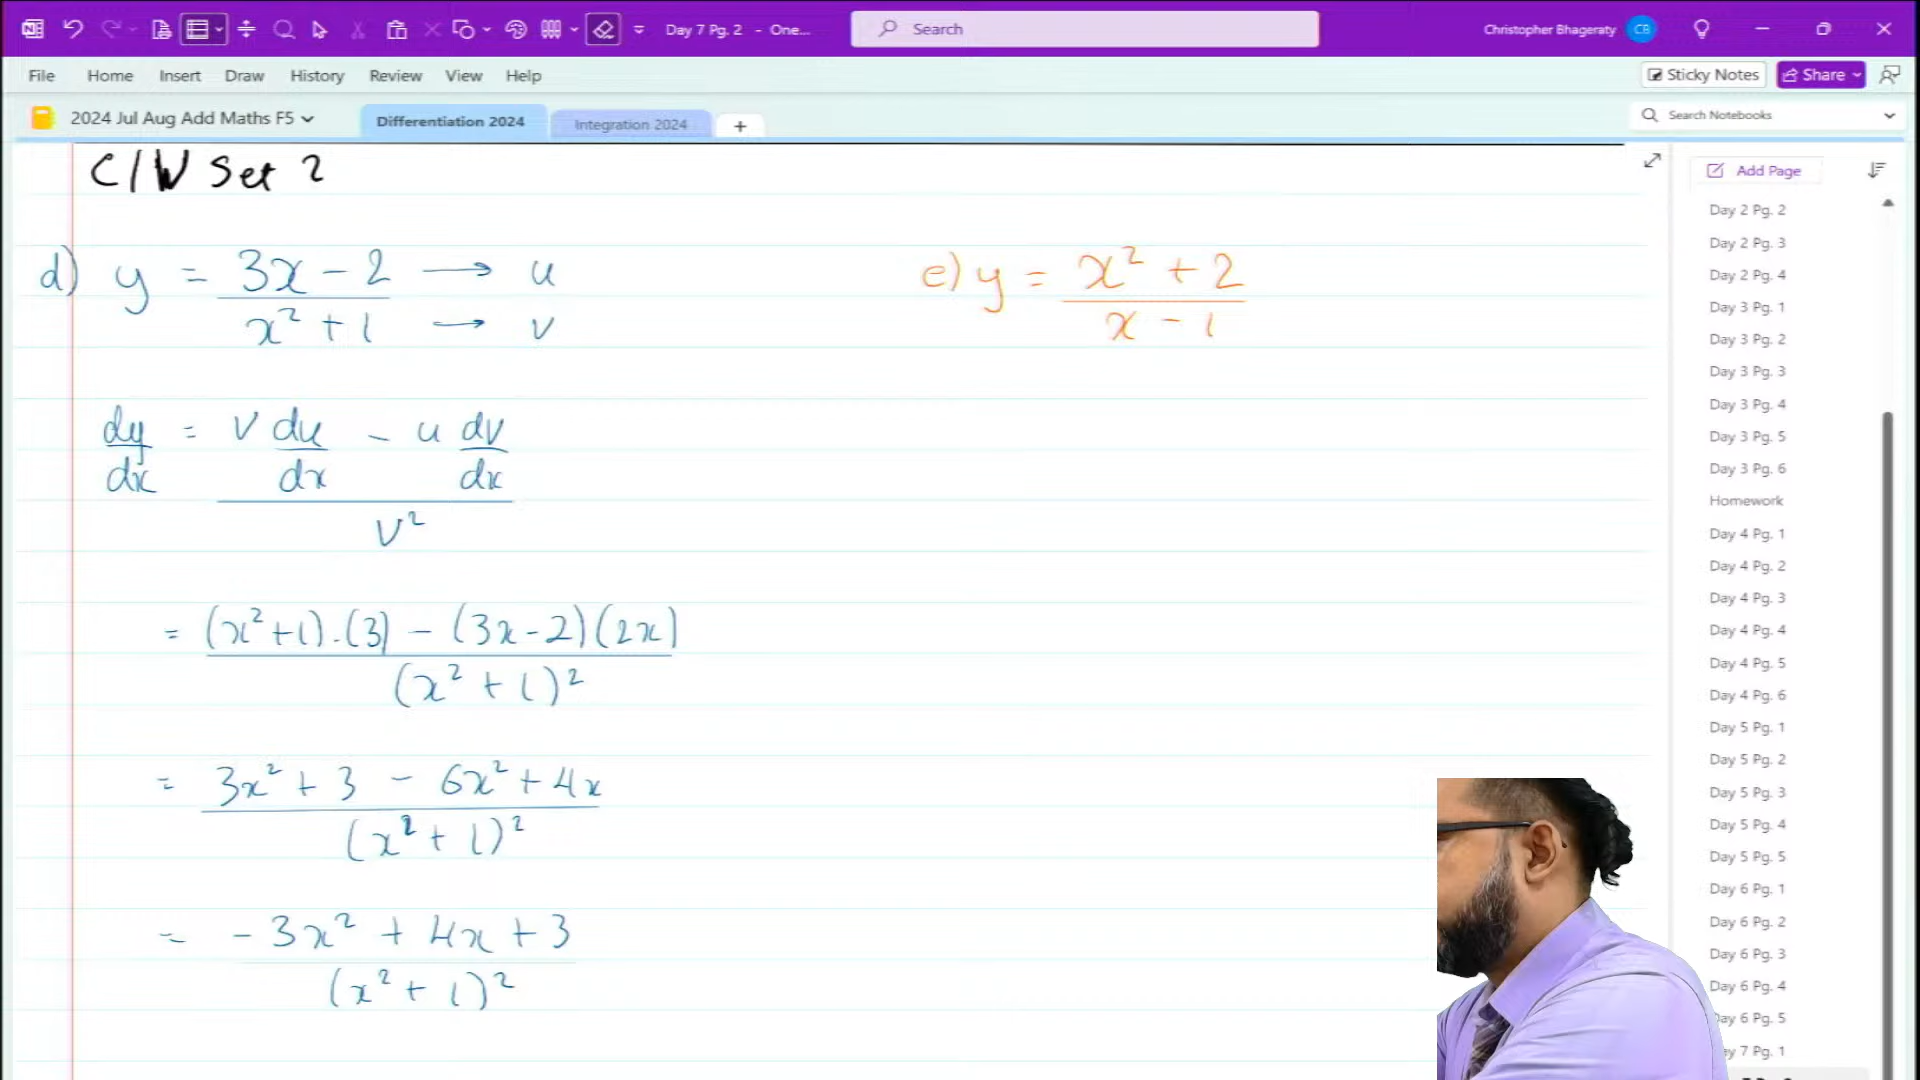 Day 7 Pg. 2 - One...
Search
Christopher Bhageraty
CB
File Home Insert Draw History Review View Help
Sticky Notes
Share
2024 Jul Aug Add Maths F5
Differentiation 2024
Integration 2024
+
Search Notebooks
C/W Set 2
d) y = (3x - 2)/(x² + 1) → u → v
dy/dx = (v du/dx - u dv/dx)/v²
= ((x² + 1).(3) - (3x - 2)(2x))/(x² + 1)²
= (3x² + 3 - 6x² + 4x)/(x² + 1)²
= (-3x² + 4x + 3)/(x² + 1)²
e) y = (x² + 2)/(x - 1)
Add Page
Day 2 Pg. 2
Day 2 Pg. 3
Day 2 Pg. 4
Day 3 Pg. 1
Day 3 Pg. 2
Day 3 Pg. 3
Day 3 Pg. 4
Day 3 Pg. 5
Day 3 Pg. 6
Homework
Day 4 Pg. 1
Day 4 Pg. 2
Day 4 Pg. 3
Day 4 Pg. 4
Day 4 Pg. 5
Day 4 Pg. 6
Day 5 Pg. 1
Day 5 Pg. 2
Day 5 Pg. 3
Day 5 Pg. 4
Day 5 Pg. 5
Day 6 Pg. 1
Day 6 Pg. 2
Day 6 Pg. 3
Day 6 Pg. 4
ay 6 Pg. 5
ay 7 Pg. 1